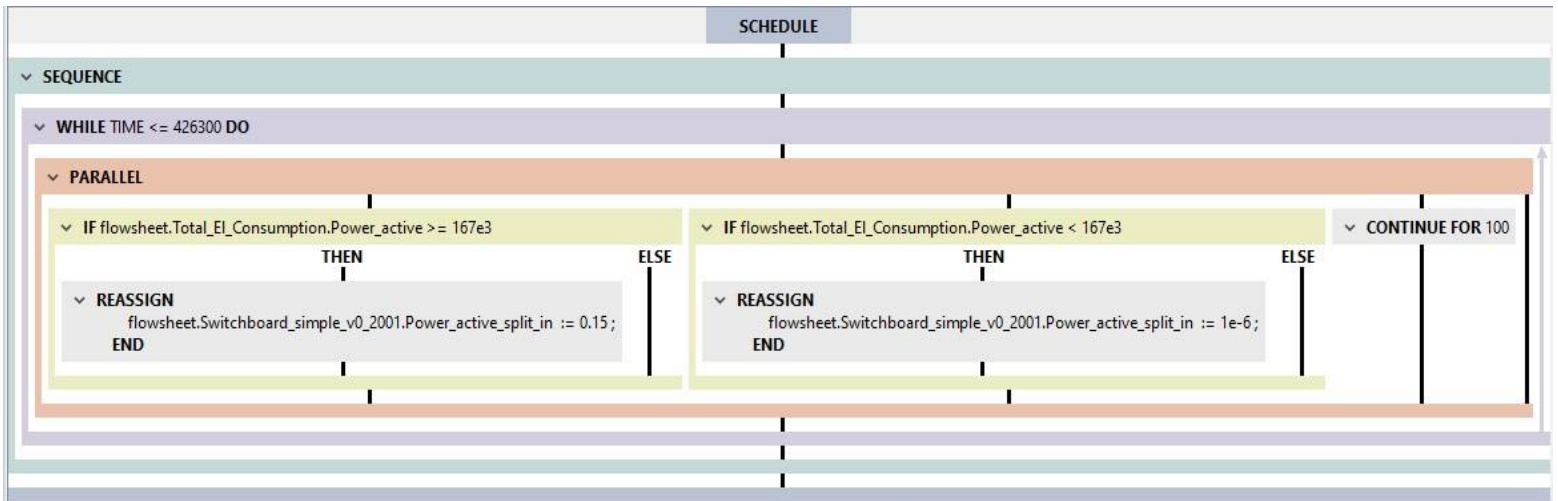 SCHEDULE
SEQUENCE
WHILE TIME <= 426300 DO
PARALLEL
IF flowsheet.Total_El_Consumption.Power_active >= 167e3
THEN
ELSE
REASSIGN
flowsheet.Switchboard_simple_v0_2001.Power_active_split_in := 0.15;
END
IF flowsheet.Total_El_Consumption.Power_active < 167e3
THEN
ELSE
REASSIGN
flowsheet.Switchboard_simple_v0_2001.Power_active_split_in := 1e-6;
END
CONTINUE FOR 100